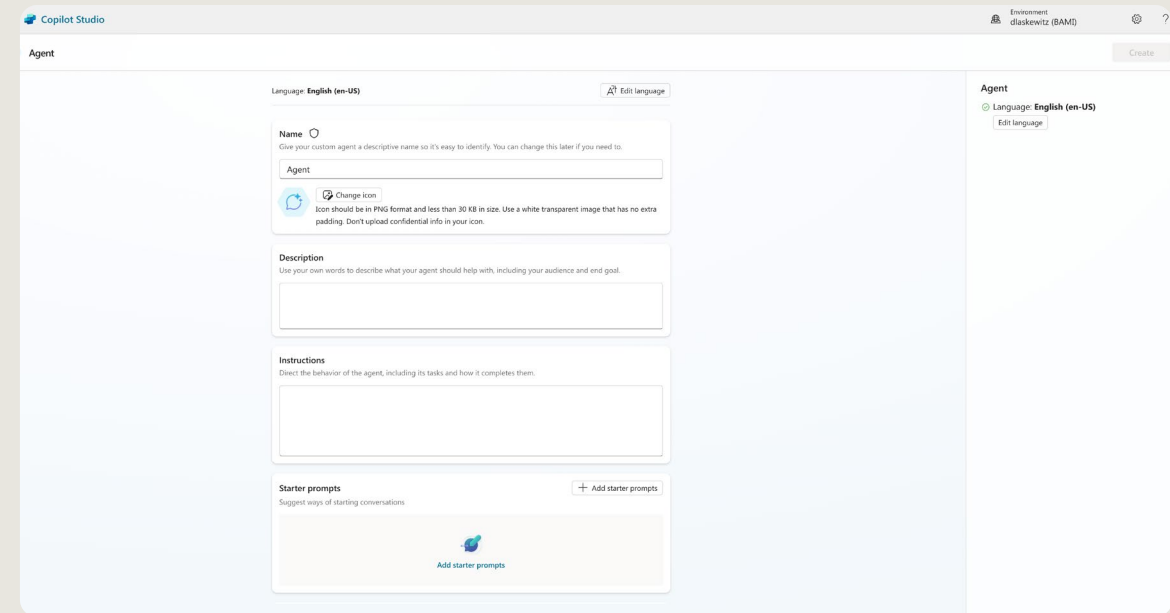 Copilot Studio
Environment
dlaskewitz (BAMI)
?
Agent
Create
Language: English (en-US)
Edit language
Name
Give your custom agent a descriptive name so it's easy to identify. You can change this later if you need to.
Agent
Change icon
Icon should be in PNG format and less than 30 KB in size. Use a white transparent image that has no extra
padding. Don't upload confidential info in your icon.
Description
Use your own words to describe what your agent should help with, including your audience and end goal.
Instructions
Direct the behavior of the agent, including its tasks and how it completes them.
Starter prompts
Add starter prompts
Suggest ways of starting conversations
Add starter prompts
Agent
Language: English (en-US)
Edit language